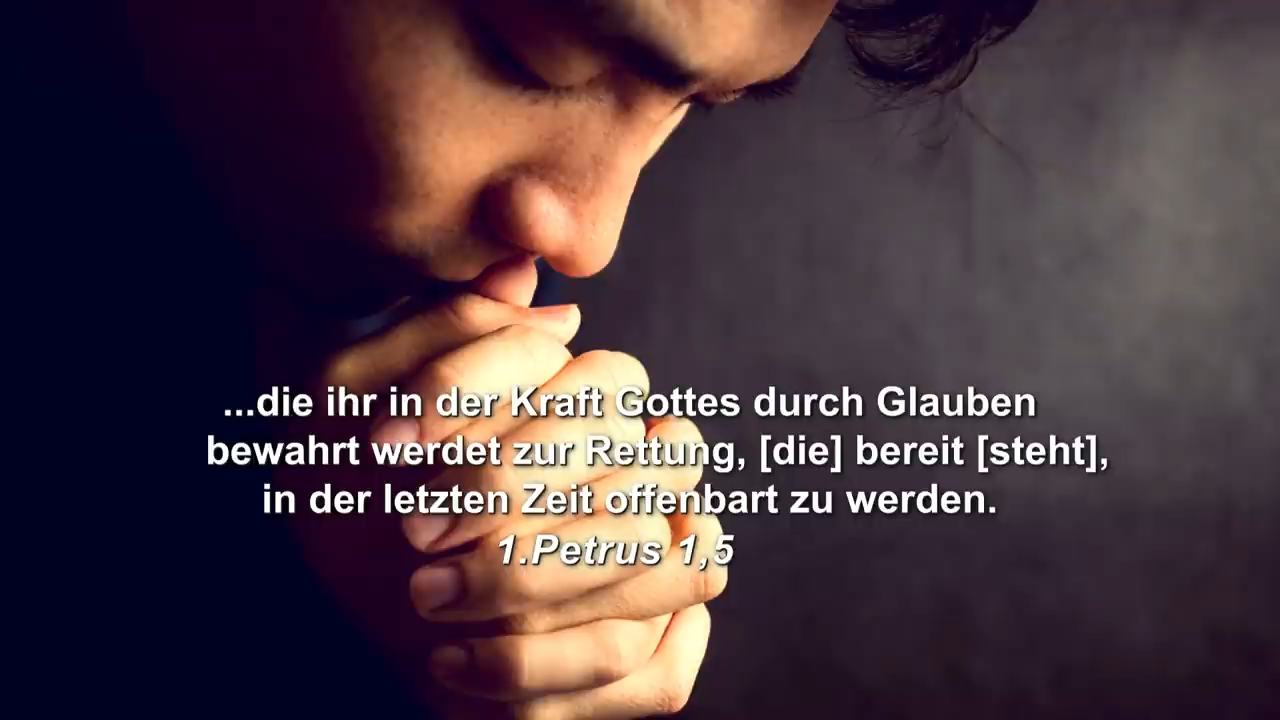 ...die ihr in der Kraft Gottes durch Glauben
bewahrt werdet zur Rettung, [die] bereit [steht],
in der letzten Zeit offenbart zu werden.
1.Petrus 1,5